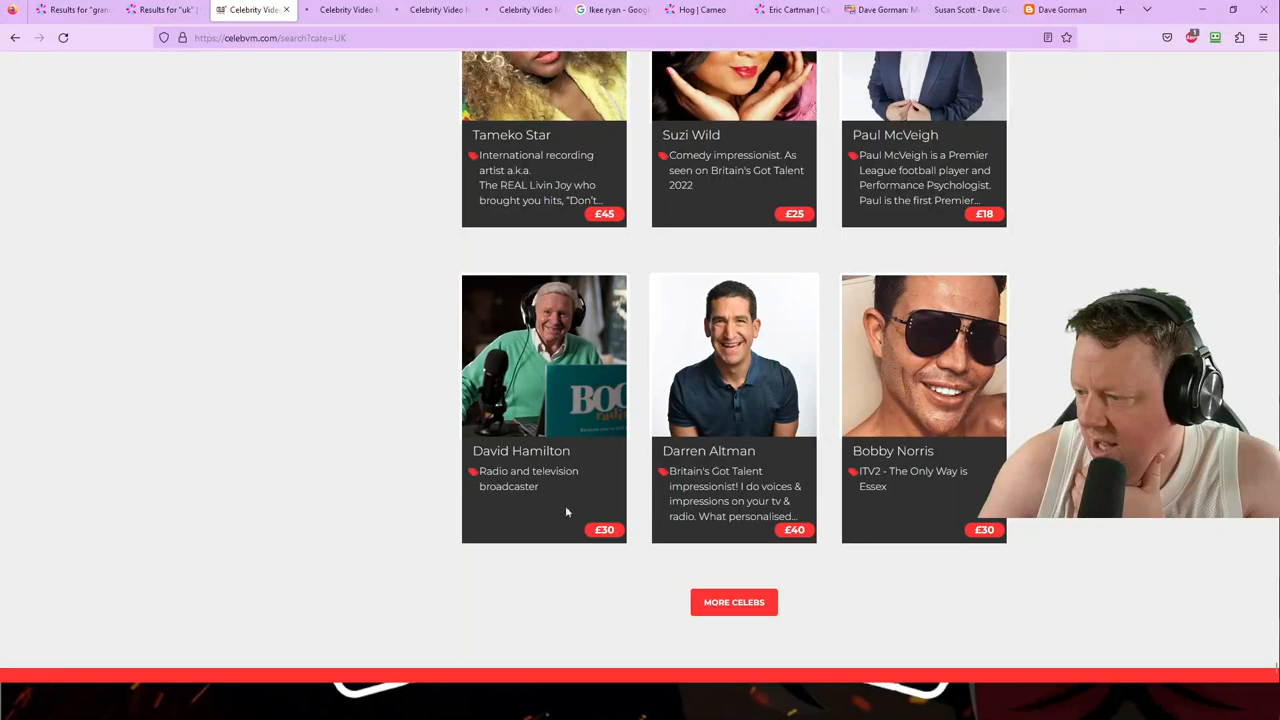 Results for "gran
Results for "uk" |
Celebrity Vide
Celebrity Video M
Celebrity Video M
Celebrity Video M
Ikee ryan - Goog
Hog | Cameo
Eric Cartman | Ca
Dave Gorman: M
Susan Scott - Dave G
Dave Gorman
https://celebvm.com/search?cate=UK
Tameko Star
International recording
artist a.k.a.
The REAL Livin Joy who
brought you hits, “Don't...
£45
Suzi Wild
Comedy impressionist. As
seen on Britain's Got Talent
2022
£25
Paul McVeigh
Paul McVeigh is a Premier
League football player and
Performance Psychologist.
Paul is the first Premier...
£18
BOO
radio
David Hamilton
Radio and television
broadcaster
£30
Darren Altman
Britain's Got Talent
impressionist! I do voices &
impressions on your tv &
radio. What personalised...
£40
Bobby Norris
ITV2 - The Only Way is
Essex
£30
MORE CELEBS